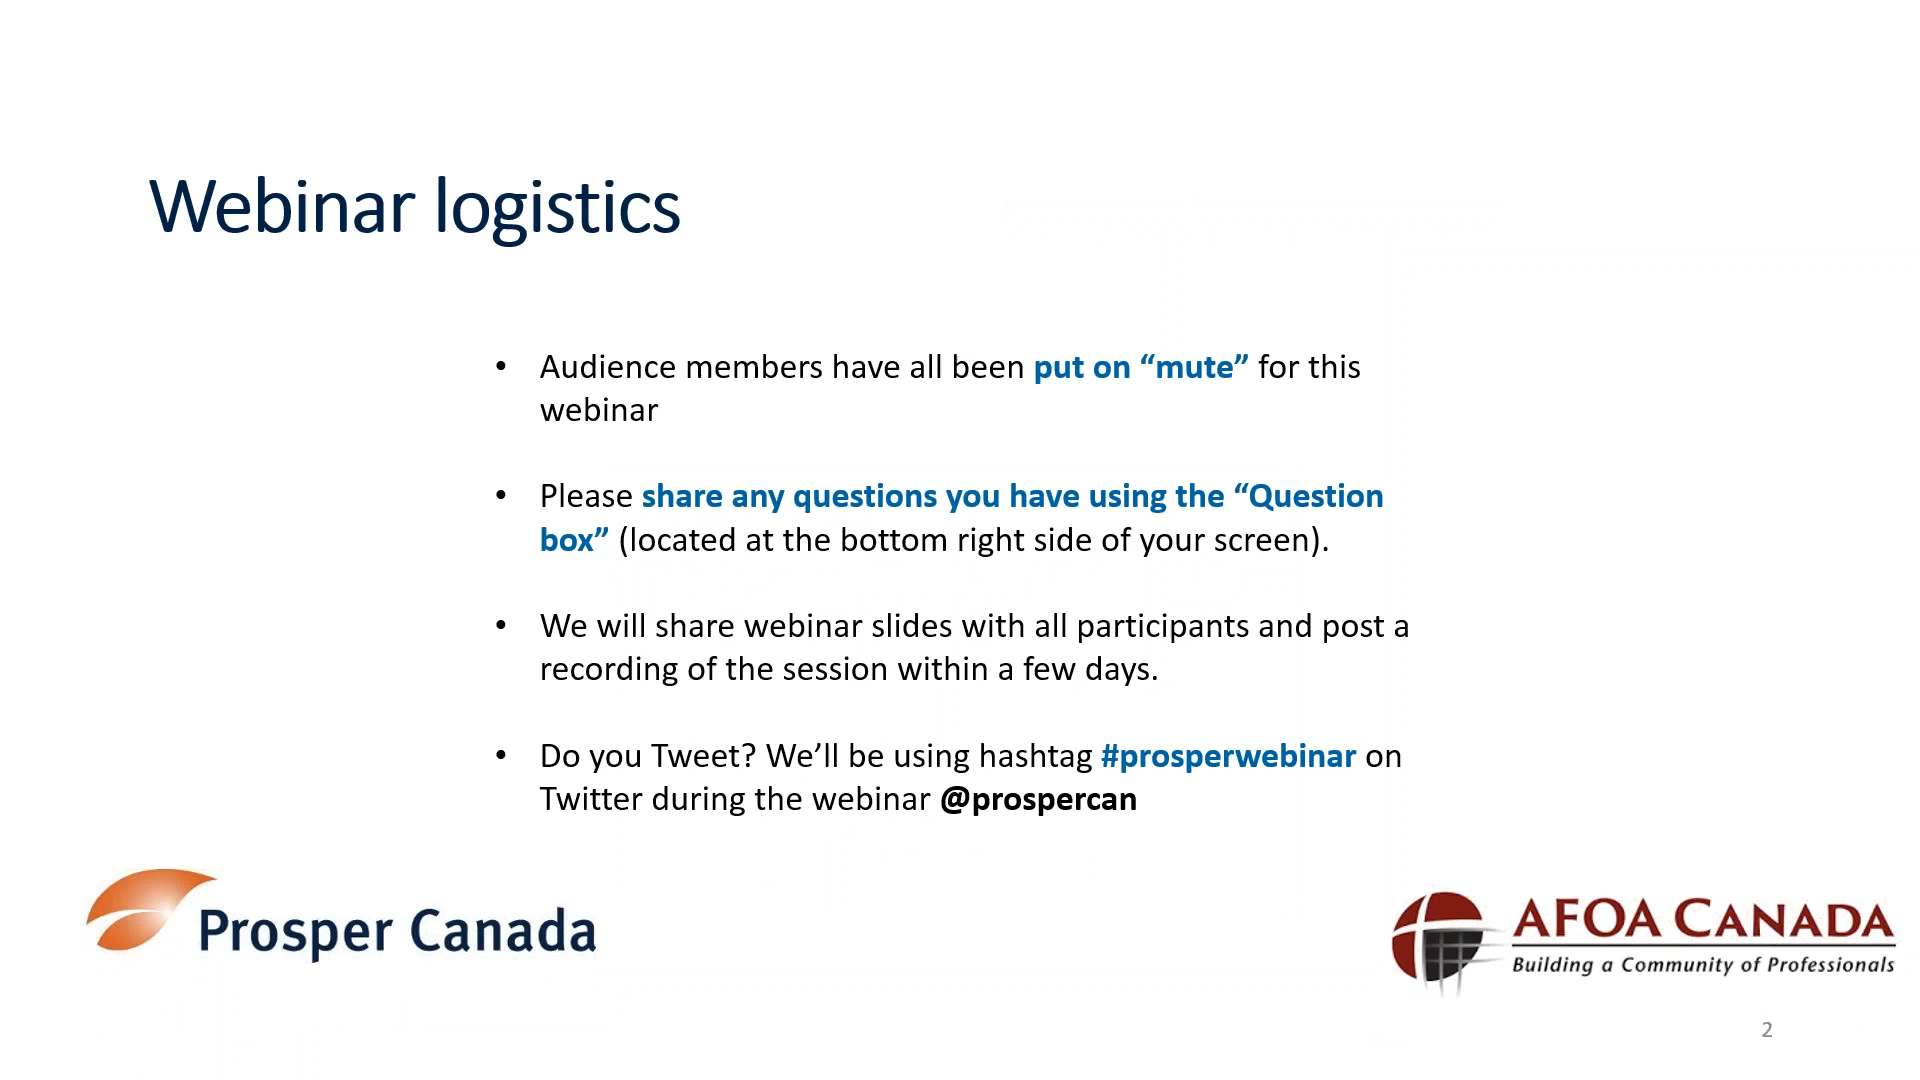 Webinar logistics
• Audience members have all been put on “mute” for this
webinar
• Please share any questions you have using the “Question
box” (located at the bottom right side of your screen).
• We will share webinar slides with all participants and post a
recording of the session within a few days.
• Do you Tweet? We’ll be using hashtag #prosperwebinar on
Twitter during the webinar @prospercan
Prosper Canada
AFOA CANADA
Building a Community of Professionals
2